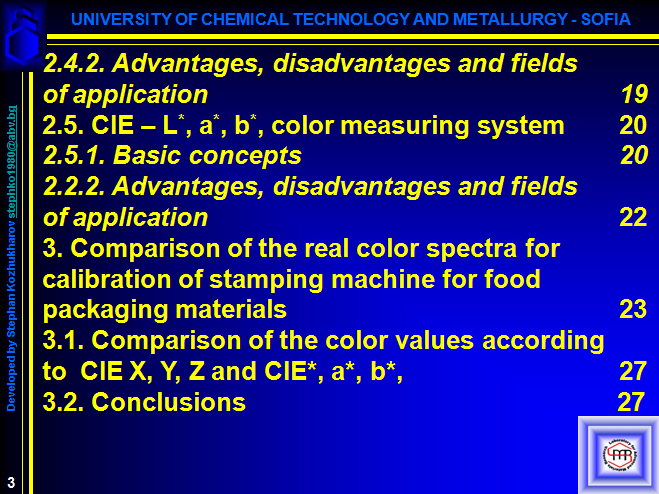 UNIVERSITY OF CHEMICAL TECHNOLOGY AND METALLURGY - SOFIA
2.4.2. Advantages, disadvantages and fields
of application 19
2.5. CIE – L*, a*, b*, color measuring system 20
2.5.1. Basic concepts 20
2.2.2. Advantages, disadvantages and fields
of application 22
3. Comparison of the real color spectra for
calibration of stamping machine for food
packaging materials 23
3.1. Comparison of the color values according
to CIE X, Y, Z and CIE*, a*, b*, 27
3.2. Conclusions 27
Developed by Stephan Kozhukharov stephko1980@abv.bg
3